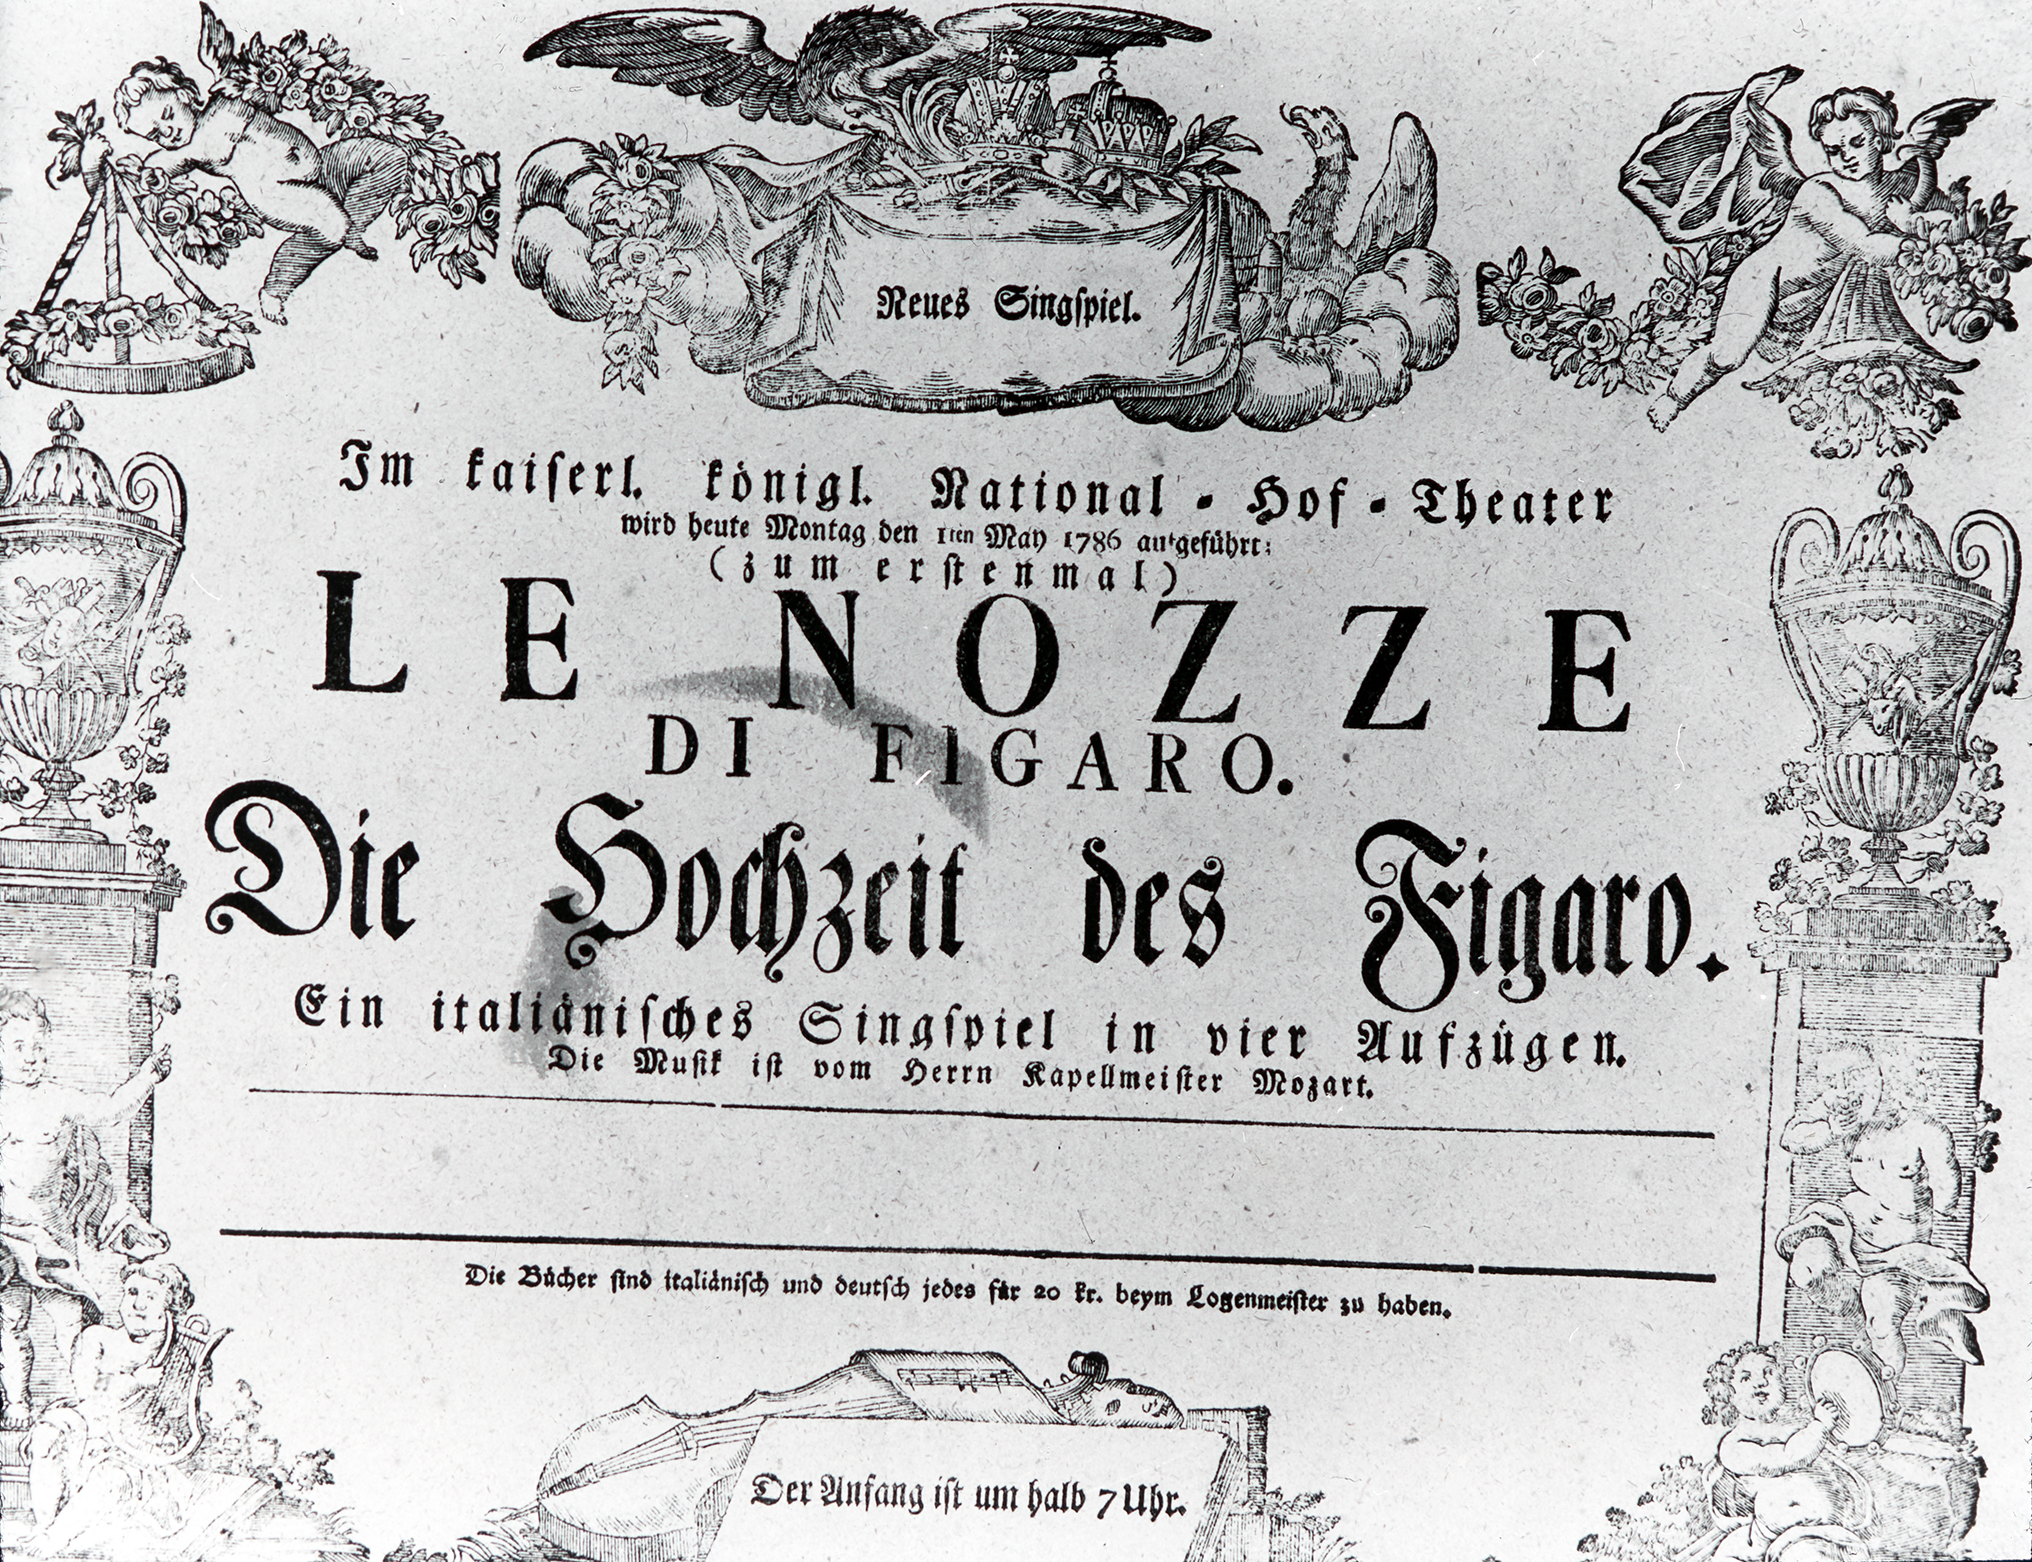 Neues Singſpiel.
Im kaiſerl. königl. National-Hof-Theater
wird heute Montag den 1ten May 1786 aufgeführt:
(zum erstenmal)
LE NOZZE
DI FIGARO.
Die Hochzeit des Figaro.
Ein italiäniſches Singſpiel in vier Aufzügen.
Die Muſik iſt vom Herrn Kapellmeiſter Mozart.
Die Bücher ſind italiäniſch und deutſch jedes für 20 kr. beym Logenmeiſter zu haben.
Der Anfang iſt um halb 7 Uhr.